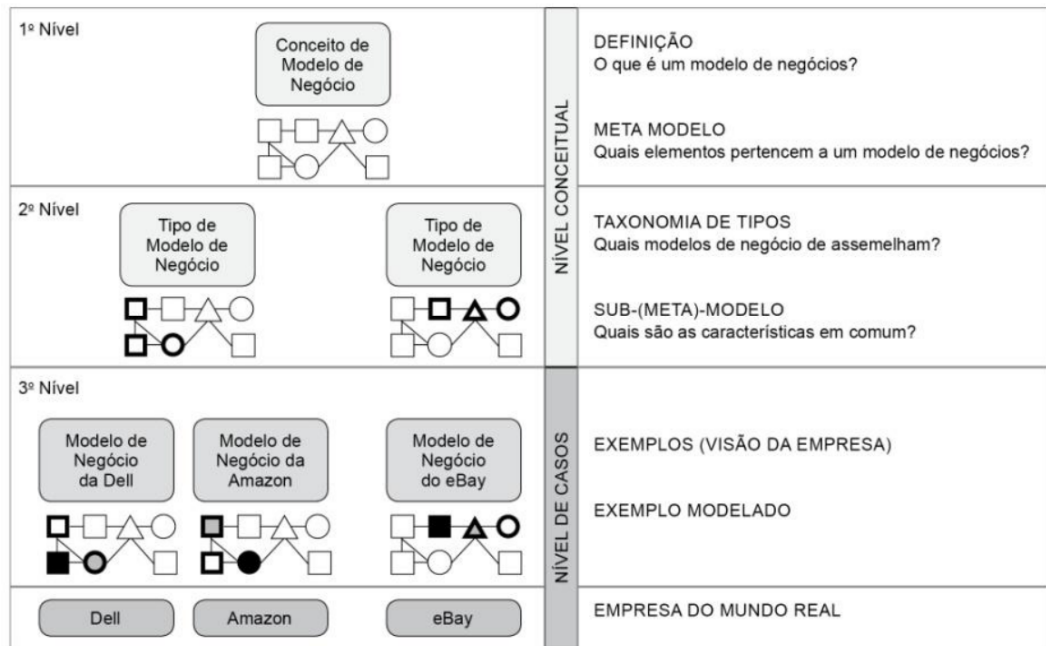 1º Nível
Conceito de
Modelo de
Negócio
DEFINIÇÃO
O que é um modelo de negócios?
META MODELO
Quais elementos pertencem a um modelo de negócios?
NÍVEL CONCEITUAL
2º Nível
Tipo de
Modelo de
Negócio
Tipo de
Modelo de
Negócio
TAXONOMIA DE TIPOS
Quais modelos de negócio de assemelham?
SUB-(META)-MODELO
Quais são as características em comum?
3º Nível
Modelo de
Negócio
da Dell
Modelo de
Negócio da
Amazon
Modelo de
Negócio
do eBay
NÍVEL DE CASOS
EXEMPLOS (VISÃO DA EMPRESA)
EXEMPLO MODELADO
Dell
Amazon
eBay
EMPRESA DO MUNDO REAL